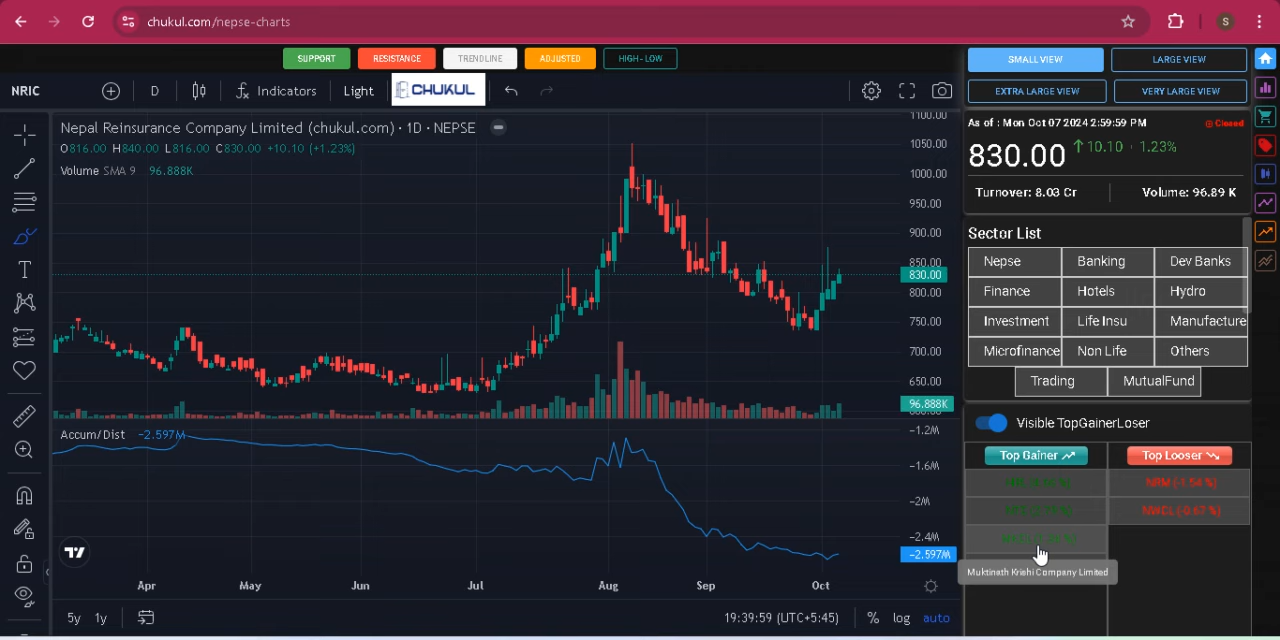 chukul.com/nepse-charts
S
SUPPORT RESISTANCE TRENDLINE ADJUSTED HIGH - LOW
SMALL VIEW LARGE VIEW
EXTRA LARGE VIEW VERY LARGE VIEW
NRIC D Indicators Light CHUKUL
Nepal Reinsurance Company Limited (chukul.com) · 1D · NEPSE
O816.00 H840.00 L816.00 C830.00 +10.10 (+1.23%)
Volume SMA 9 96.888K
1100.00
1050.00
1000.00
950.00
900.00
850.00
830.00
800.00
750.00
700.00
650.00
96.888K
Accum/Dist -2.597M
-1.2M
-1.6M
-2M
-2.4M
-2.597M
Apr May Jun Jul Aug Sep Oct
5y 1y 19:39:59 (UTC+5:45) % log auto
As of : Mon Oct 07 2024 2:59:59 PM Closed
830.00 10.10 · 1.23%
Turnover: 8.03 Cr Volume: 96.89 K
Sector List
Nepse Banking Dev Banks
Finance Hotels Hydro
Investment Life Insu Manufacture
Microfinance Non Life Others
Trading MutualFund
Visible TopGainerLoser
Top Gainer Top Looser
NRM (-1.54 %)
NWCL (-0.67 %)
Muktinath Krishi Company Limited